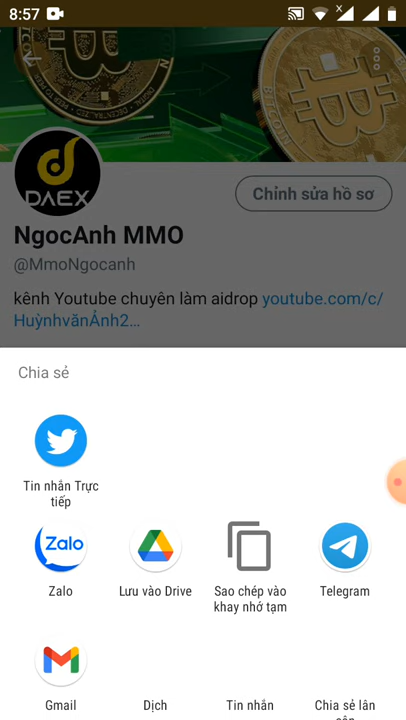 8:57
DAEX
Chỉnh sửa hồ sơ
NgocAnh MMO
@MmoNgocanh
kênh Youtube chuyên làm aidrop youtube.com/c/
HuỳnhvănẢnh2…
Chia sẻ
Tin nhắn Trực
tiếp
Zalo
Zalo
Lưu vào Drive
Sao chép vào
khay nhớ tạm
Telegram
Gmail
Dịch
Tin nhắn
Chia sẻ lân
cận